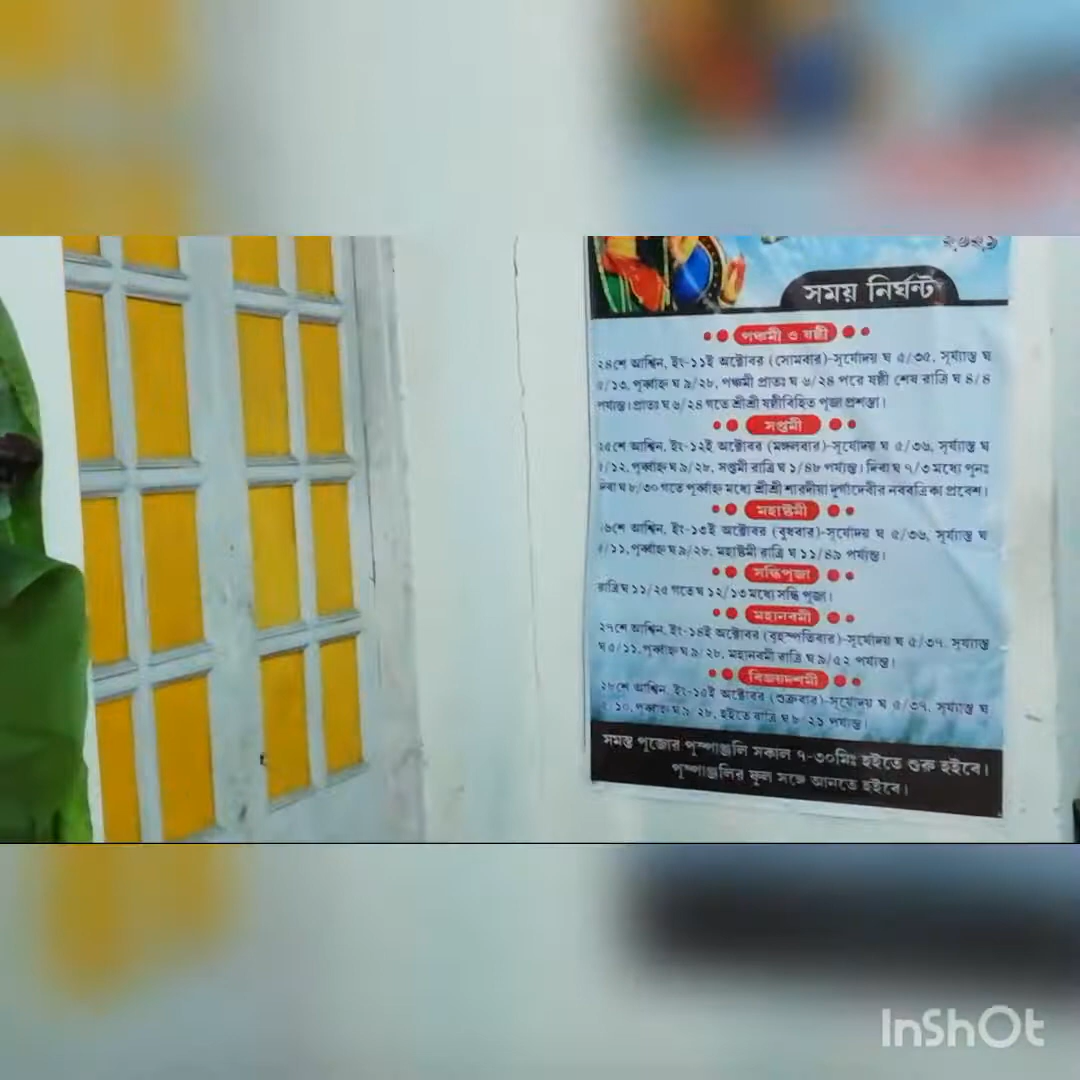 ২০২১
সময় নির্ঘন্ট
পঞ্চমী ও ষষ্ঠী
২৪শে আশ্বিন, ইং-১১ই অক্টোবর (সোমবার)-সূর্যোদয় ঘ ৫/৩৫, সূর্য্যাস্ত ঘ
৫/১৩, পূর্ব্বাহ্ন ঘ ৯/২৮, পঞ্চমী প্রাতঃ ঘ ৬/২৪ পরে ষষ্ঠী শেষ রাত্রি ঘ ৪/৪
পর্যন্ত। প্রাতঃ ঘ ৬/২৪ গতে শ্রীশ্রী ষষ্ঠীবিহিত পূজা প্রশস্তা।
সপ্তমী
২৫শে আশ্বিন, ইং-১২ই অক্টোবর (মঙ্গলবার)-সূর্যোদয় ঘ ৫/৩৬, সূর্য্যাস্ত ঘ
৫/১২, পূর্ব্বাহ্ন ঘ ৯/২৮, সপ্তমী রাত্রি ঘ ১/৪৮ পর্য্যন্ত। দিবা ঘ ৭/৩ মধ্যে পুনঃ
দিবা ঘ ৮/৩০ গতে পূর্ব্বাহ্ন মধ্যে শ্রীশ্রী শারদীয়া দুর্গাদেবীর নবপত্রিকা প্রবেশ।
মহাষ্টমী
২৬শে আশ্বিন, ইং-১৩ই অক্টোবর (বুধবার)-সূর্যোদয় ঘ ৫/৩৬, সূর্য্যাস্ত ঘ
৫/১১, পূর্ব্বাহ্ন ঘ ৯/২৮, মহাষ্টমী রাত্রি ঘ ১১/৪৯ পর্য্যন্ত।
সন্ধিপূজা
রাত্রি ঘ ১১/২৫ গতে ঘ ১২/১৩ মধ্যে সন্ধি পূজা।
মহানবমী
২৭শে আশ্বিন, ইং-১৪ই অক্টোবর (বৃহস্পতিবার)-সূর্যোদয় ঘ ৫/৩৭, সূর্য্যাস্ত
ঘ ৫/১১, পূর্ব্বাহ্ন ঘ ৯/২৮, মহানবমী রাত্রি ঘ ৯/৫২ পর্য্যন্ত।
বিজয়াদশমী
২৮শে আশ্বিন, ইং-১৫ই অক্টোবর (শুক্রবার)-সূর্যোদয় ঘ ৫/৩৭, সূর্য্যাস্ত ঘ
৫/১০, পূর্ব্বাহ্ন ঘ ৯/২৮, হইতে রাত্রি ঘ ৮/২১ পর্য্যন্ত।
সমস্ত পূজোর পুষ্পাঞ্জলি সকাল ৭-৩০মিঃ হইতে শুরু হইবে।
পুষ্পাঞ্জলির ফুল সঙ্গে আনতে হইবে।
InShOt